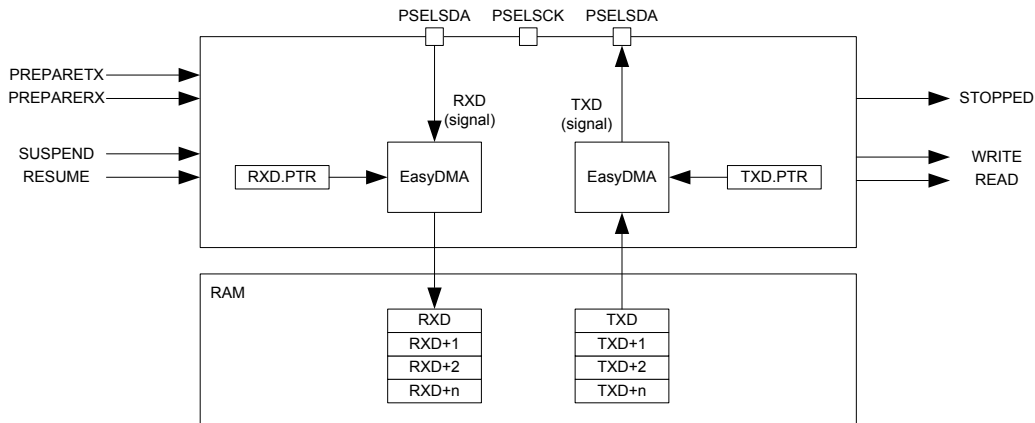 PSELSDA PSELSCK PSELSDA
PREPARETX
PREPARERX
SUSPEND
RESUME
RXD
(signal)
TXD
(signal)
RXD.PTR
EasyDMA
EasyDMA
TXD.PTR
STOPPED
WRITE
READ
RAM
RXD
RXD+1
RXD+2
RXD+n
TXD
TXD+1
TXD+2
TXD+n